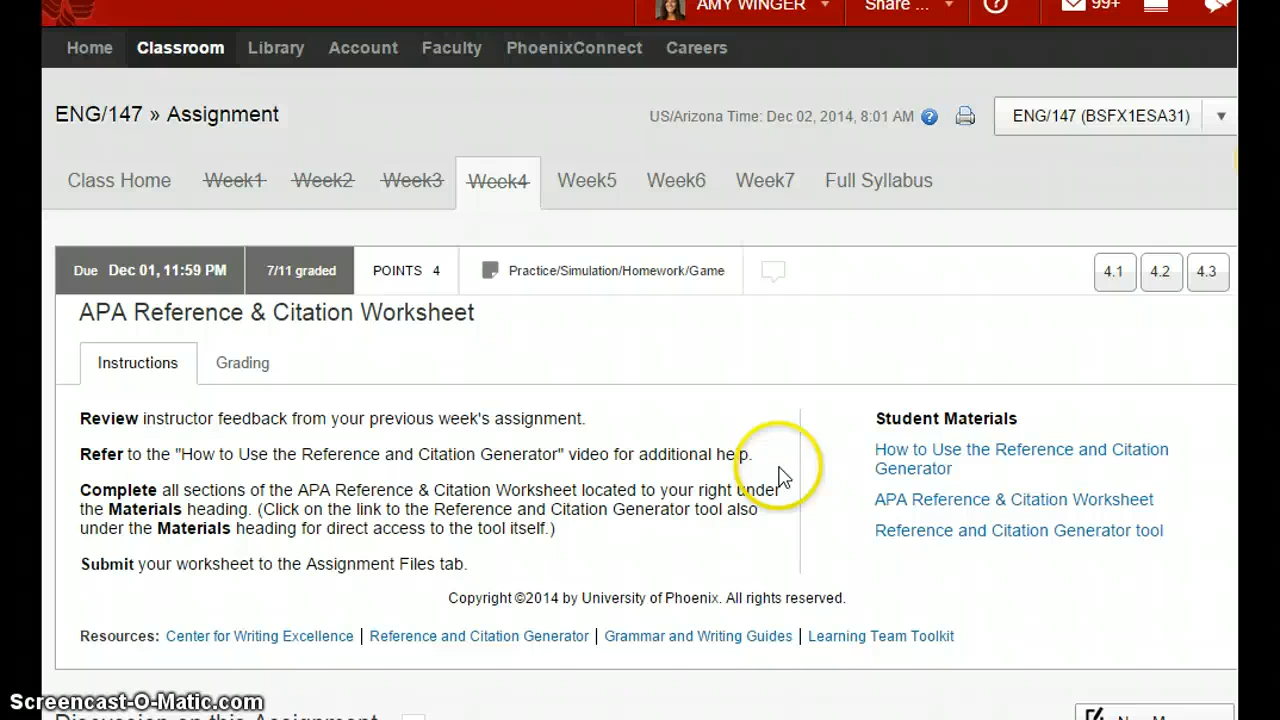 AMY WINGER Share ... 99+
Home Classroom Library Account Faculty PhoenixConnect Careers
ENG/147 » Assignment
US/Arizona Time: Dec 02, 2014, 8:01 AM ? ENG/147 (BSFX1ESA31)
Class Home Week1 Week2 Week3 Week4 Week5 Week6 Week7 Full Syllabus
Due Dec 01, 11:59 PM 7/11 graded POINTS 4 Practice/Simulation/Homework/Game 4.1 4.2 4.3
APA Reference & Citation Worksheet
Instructions Grading
Review instructor feedback from your previous week's assignment.
Refer to the "How to Use the Reference and Citation Generator" video for additional help.
Complete all sections of the APA Reference & Citation Worksheet located to your right under
the Materials heading. (Click on the link to the Reference and Citation Generator tool also
under the Materials heading for direct access to the tool itself.)
Submit your worksheet to the Assignment Files tab.
Student Materials
How to Use the Reference and Citation
Generator
APA Reference & Citation Worksheet
Reference and Citation Generator tool
Copyright ©2014 by University of Phoenix. All rights reserved.
Resources: Center for Writing Excellence | Reference and Citation Generator | Grammar and Writing Guides | Learning Team Toolkit
Screencast-O-Matic.com
Discussion on this Assignment